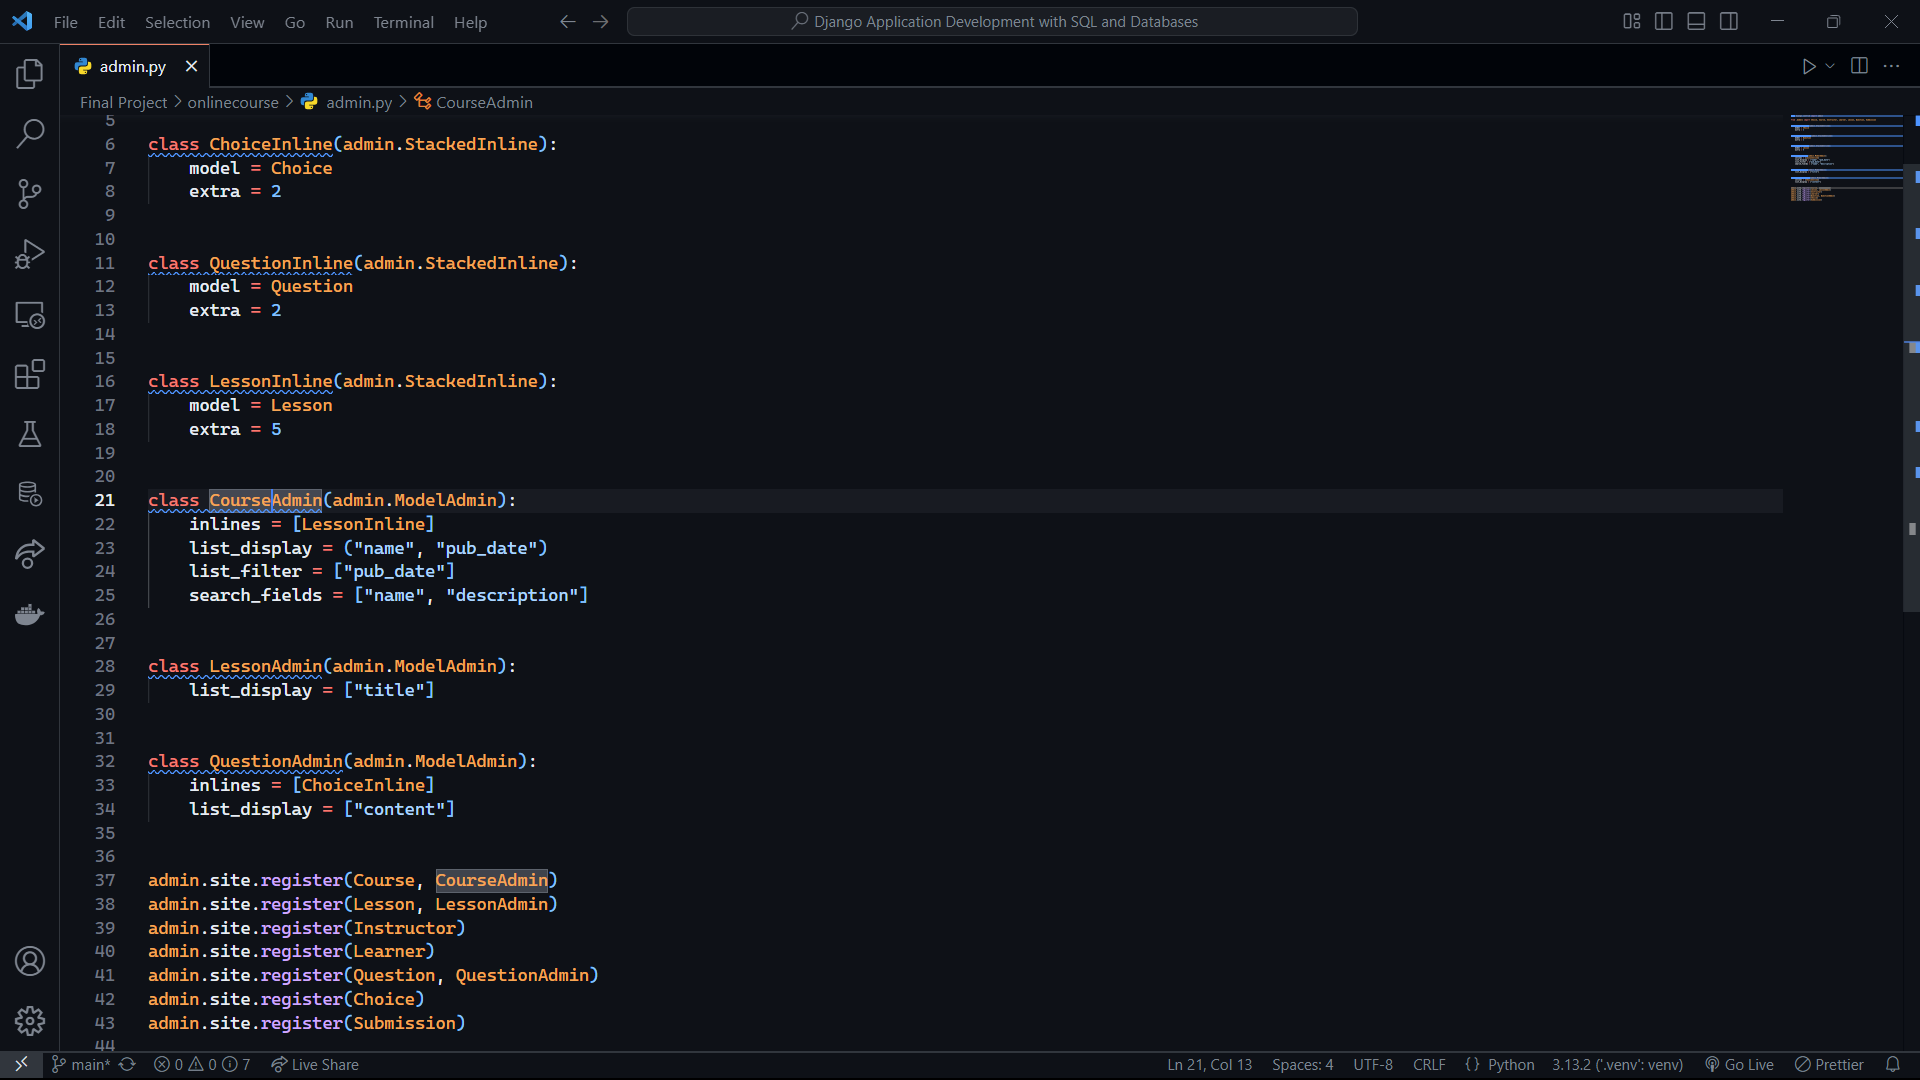 File Edit Selection View Go Run Terminal Help
Django Application Development with SQL and Databases
admin.py
Final Project > onlinecourse > admin.py > CourseAdmin
5
6 class ChoiceInline(admin.StackedInline):
7     model = Choice
8     extra = 2
9
10
11 class QuestionInline(admin.StackedInline):
12     model = Question
13     extra = 2
14
15
16 class LessonInline(admin.StackedInline):
17     model = Lesson
18     extra = 5
19
20
21 class CourseAdmin(admin.ModelAdmin):
22     inlines = [LessonInline]
23     list_display = ("name", "pub_date")
24     list_filter = ["pub_date"]
25     search_fields = ["name", "description"]
26
27
28 class LessonAdmin(admin.ModelAdmin):
29     list_display = ["title"]
30
31
32 class QuestionAdmin(admin.ModelAdmin):
33     inlines = [ChoiceInline]
34     list_display = ["content"]
35
36
37 admin.site.register(Course, CourseAdmin)
38 admin.site.register(Lesson, LessonAdmin)
39 admin.site.register(Instructor)
40 admin.site.register(Learner)
41 admin.site.register(Question, QuestionAdmin)
42 admin.site.register(Choice)
43 admin.site.register(Submission)
44
main* 0 0 7 Live Share Ln 21, Col 13 Spaces: 4 UTF-8 CRLF {} Python 3.13.2 ('.venv': venv) Go Live Prettier